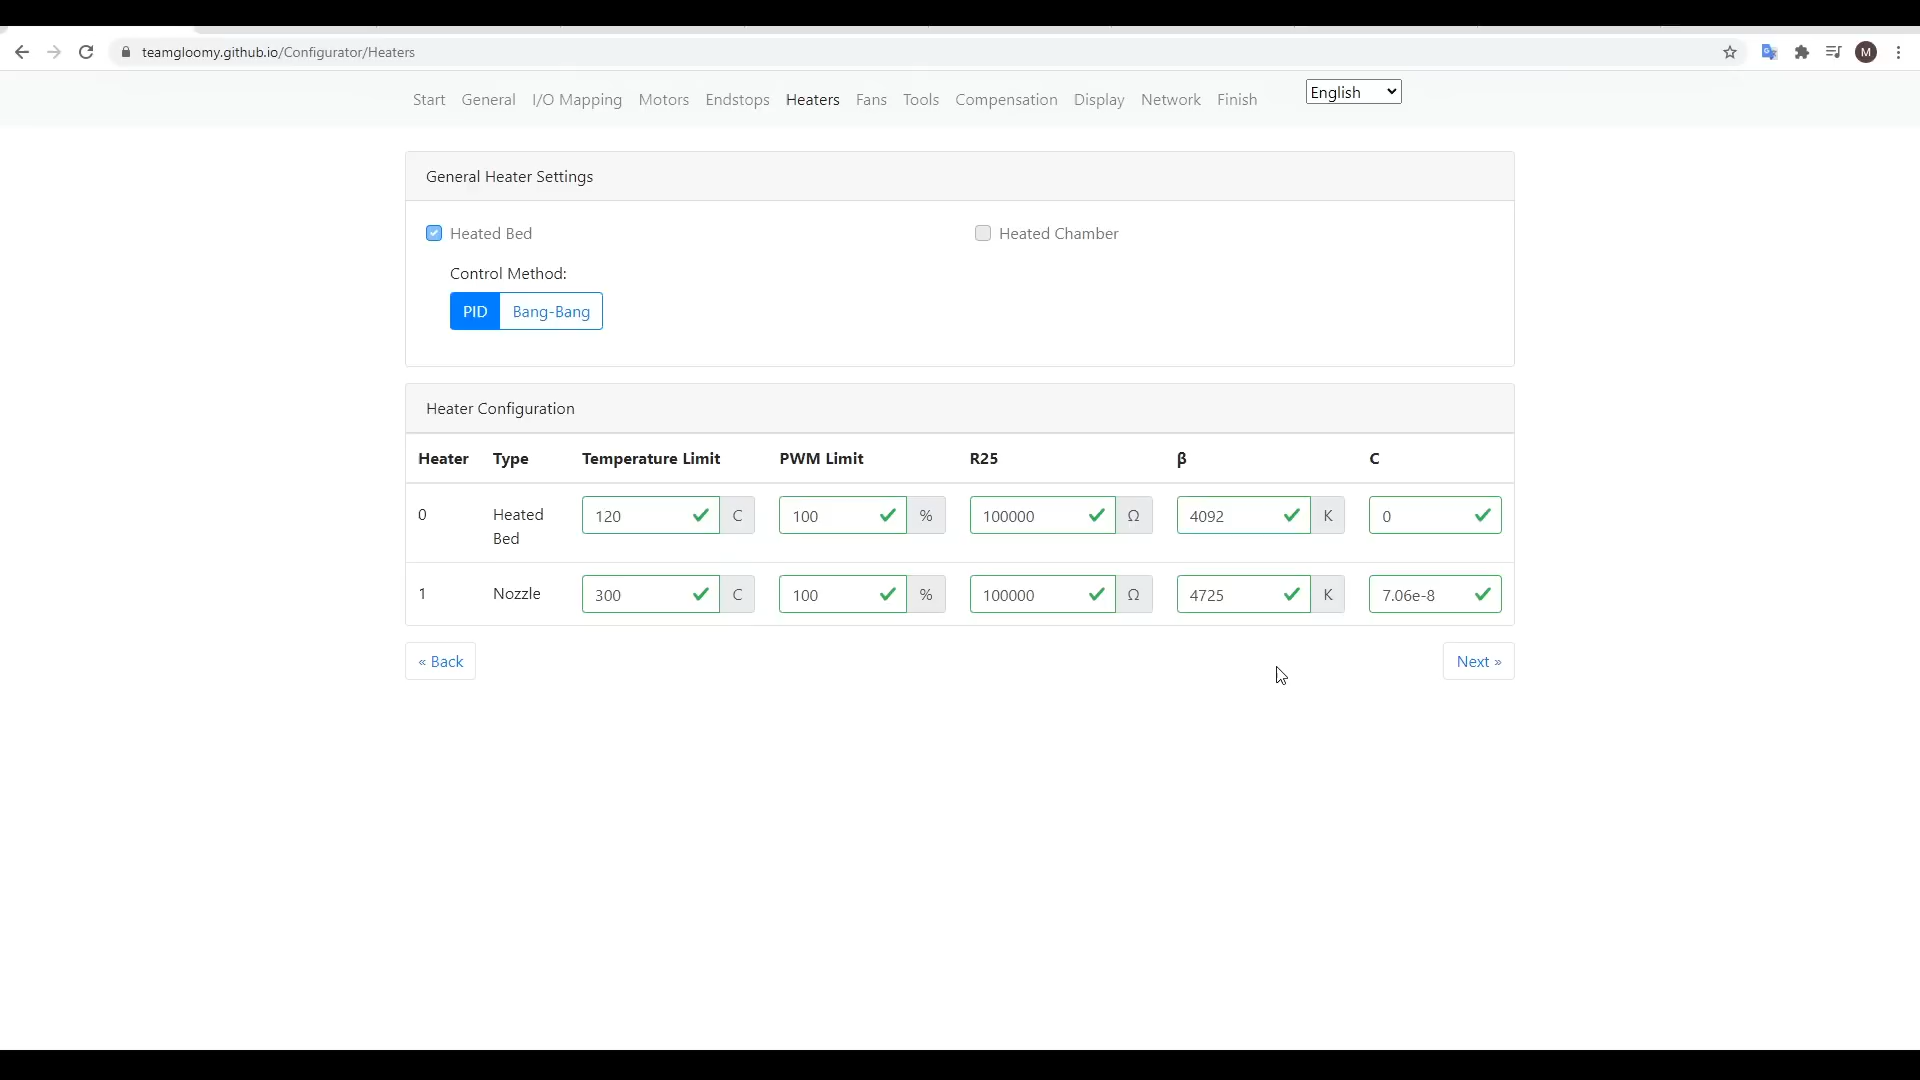 teamgloomy.github.io/Configurator/Heaters
M
Start General I/O Mapping Motors Endstops Heaters Fans Tools Compensation Display Network Finish English
General Heater Settings
Heated Bed Heated Chamber
Control Method:
PID Bang-Bang
Heater Configuration
Heater Type Temperature Limit PWM Limit R25 β C
0 Heated Bed 120 C 100 % 100000 Ω 4092 K 0
1 Nozzle 300 C 100 % 100000 Ω 4725 K 7.06e-8
« Back Next »